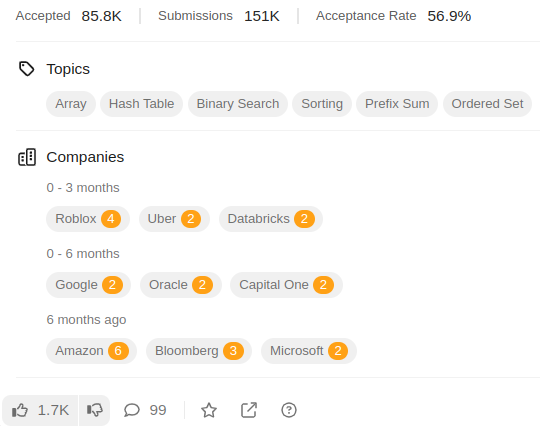 Accepted 85.8K Submissions 151K Acceptance Rate 56.9%
Topics
Array Hash Table Binary Search Sorting Prefix Sum Ordered Set
Companies
0 - 3 months
Roblox 4 Uber 2 Databricks 2
0 - 6 months
Google 2 Oracle 2 Capital One 2
6 months ago
Amazon 6 Bloomberg 3 Microsoft 2
1.7K 99